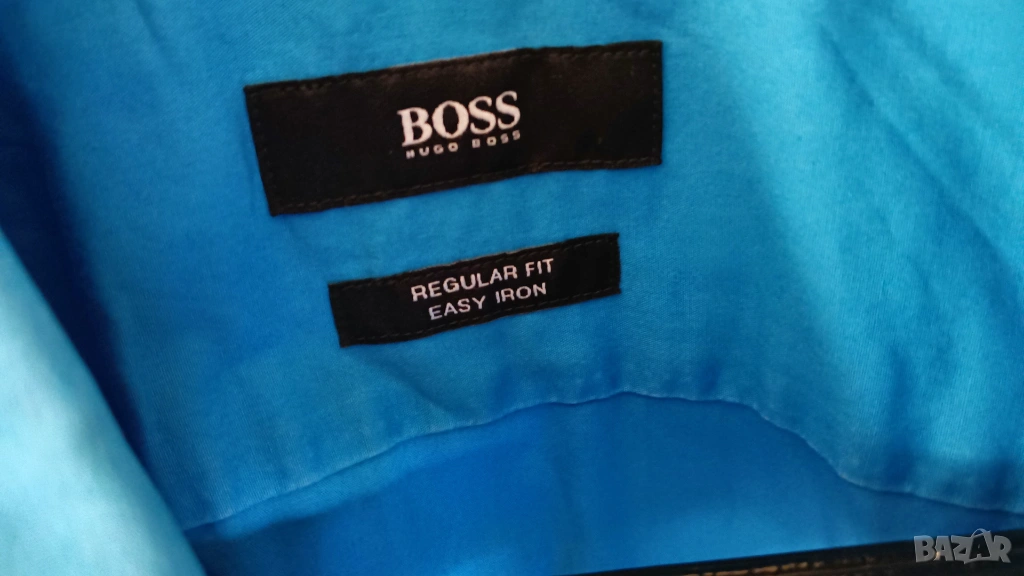 BOSS
HUGO BOSS
REGULAR FIT
EASY IRON
BAZAR